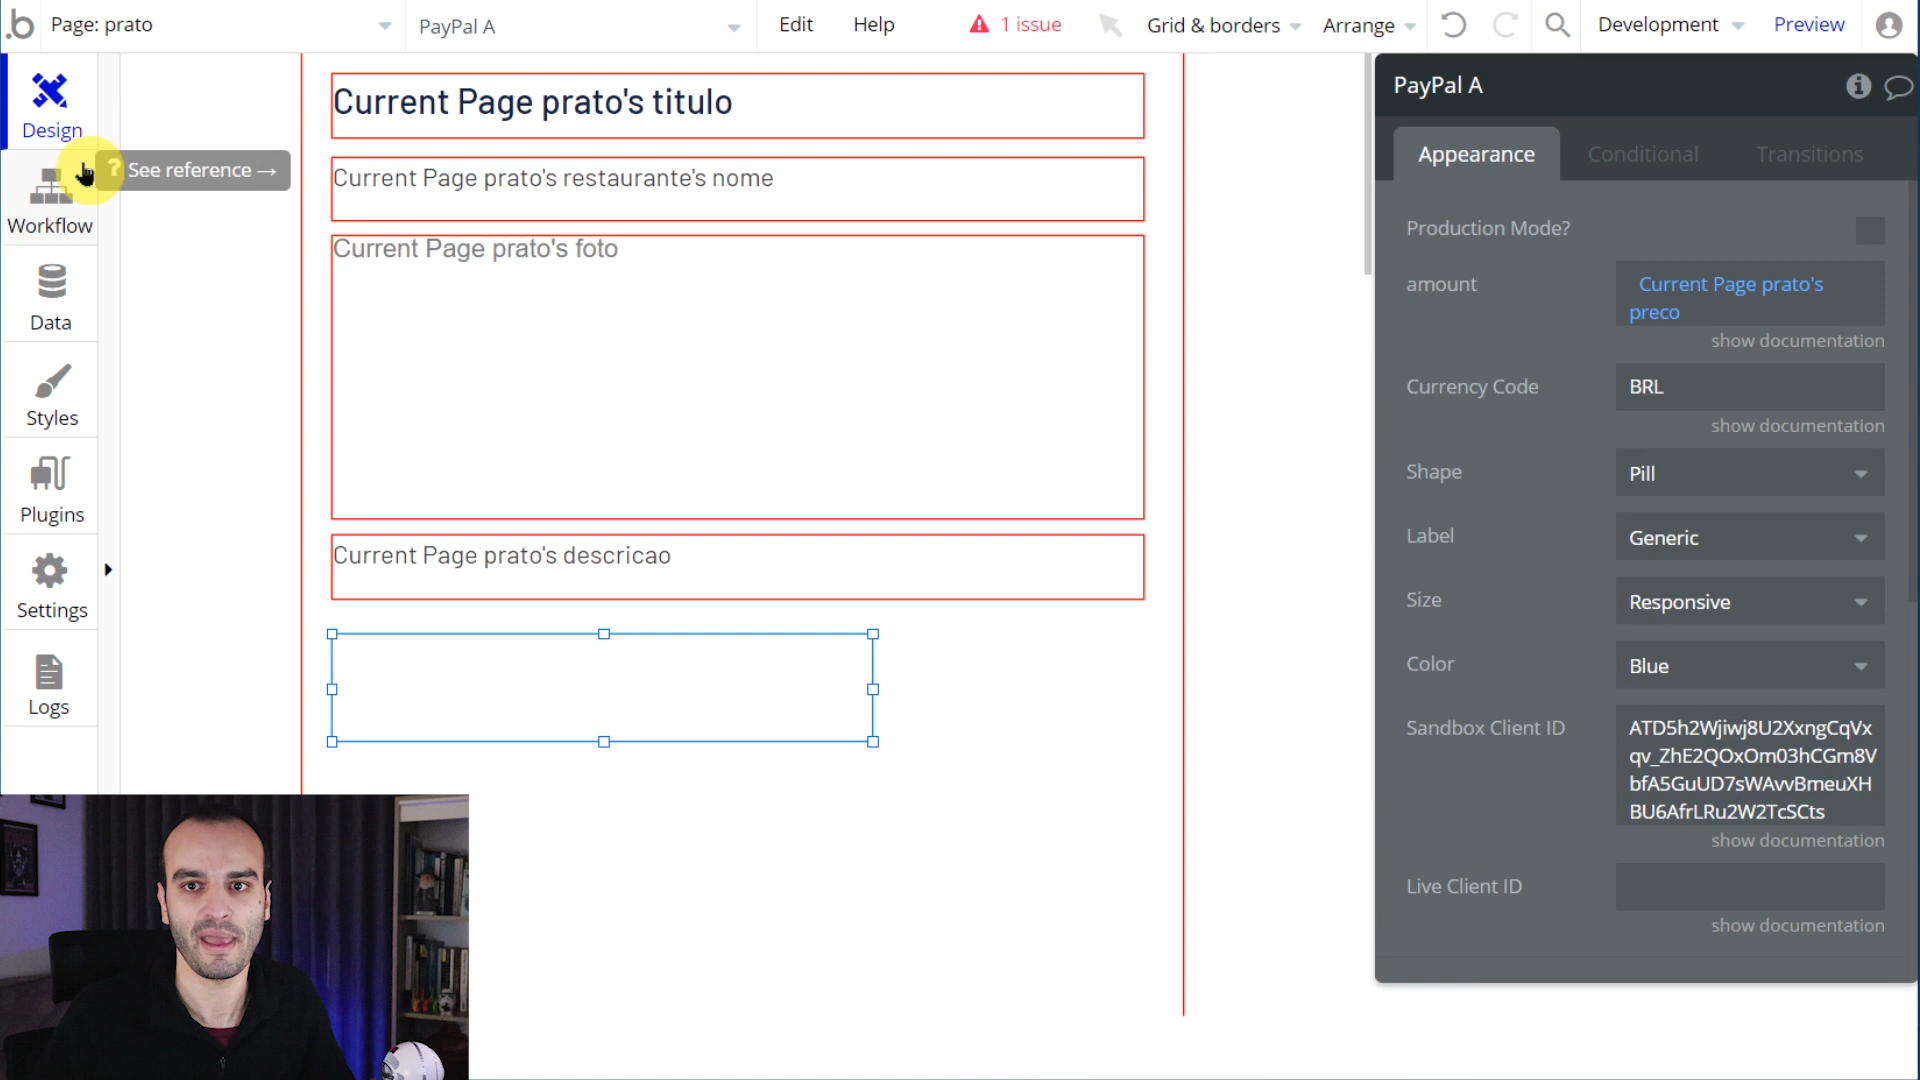 .b Page: prato
PayPal A
Edit
Help
1 issue
Grid & borders
Arrange
Development
Preview
Design
? See reference →
Workflow
Data
Styles
Plugins
Settings
Logs
Current Page prato's titulo
Current Page prato's restaurante's nome
Current Page prato's foto
Current Page prato's descricao
PayPal A
Appearance
Conditional
Transitions
Production Mode?
amount
Current Page prato's
preco
show documentation
Currency Code
BRL
show documentation
Shape
Pill
Label
Generic
Size
Responsive
Color
Blue
Sandbox Client ID
ATD5h2Wjiwj8U2XxngCqVx
qv_ZhE2QOxOm03hCGm8V
bfA5GuUD7sWAvvBmeuXH
BU6AfrLRu2W2TcSCts
show documentation
Live Client ID
show documentation